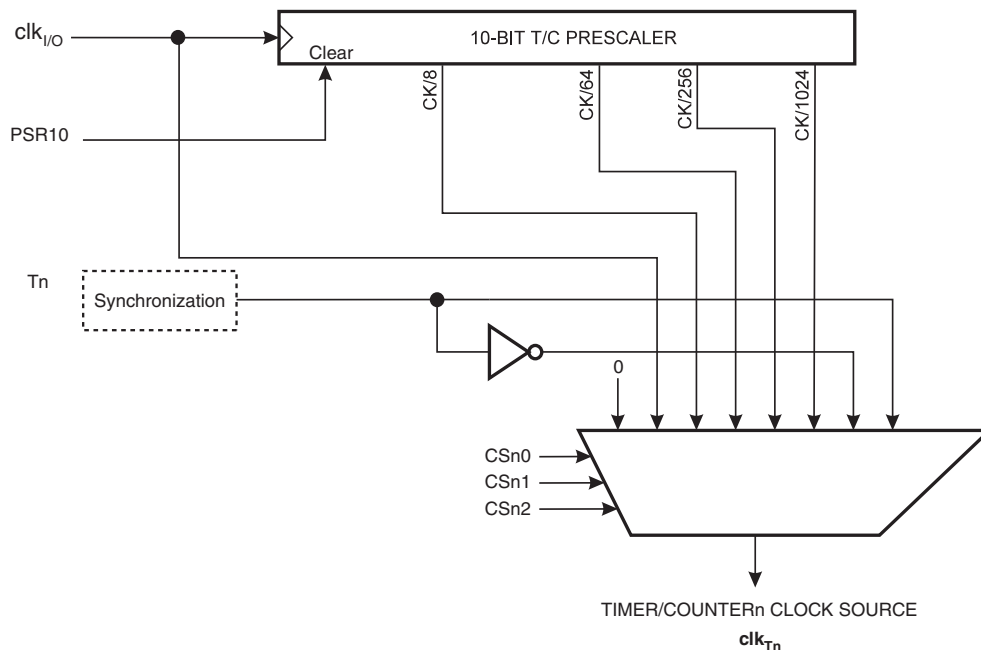 clkI/O
10-BIT T/C PRESCALER
Clear
CK/8
CK/64
CK/256
CK/1024
PSR10
Tn
Synchronization
0
CSn0
CSn1
CSn2
TIMER/COUNTERn CLOCK SOURCE
clkTn